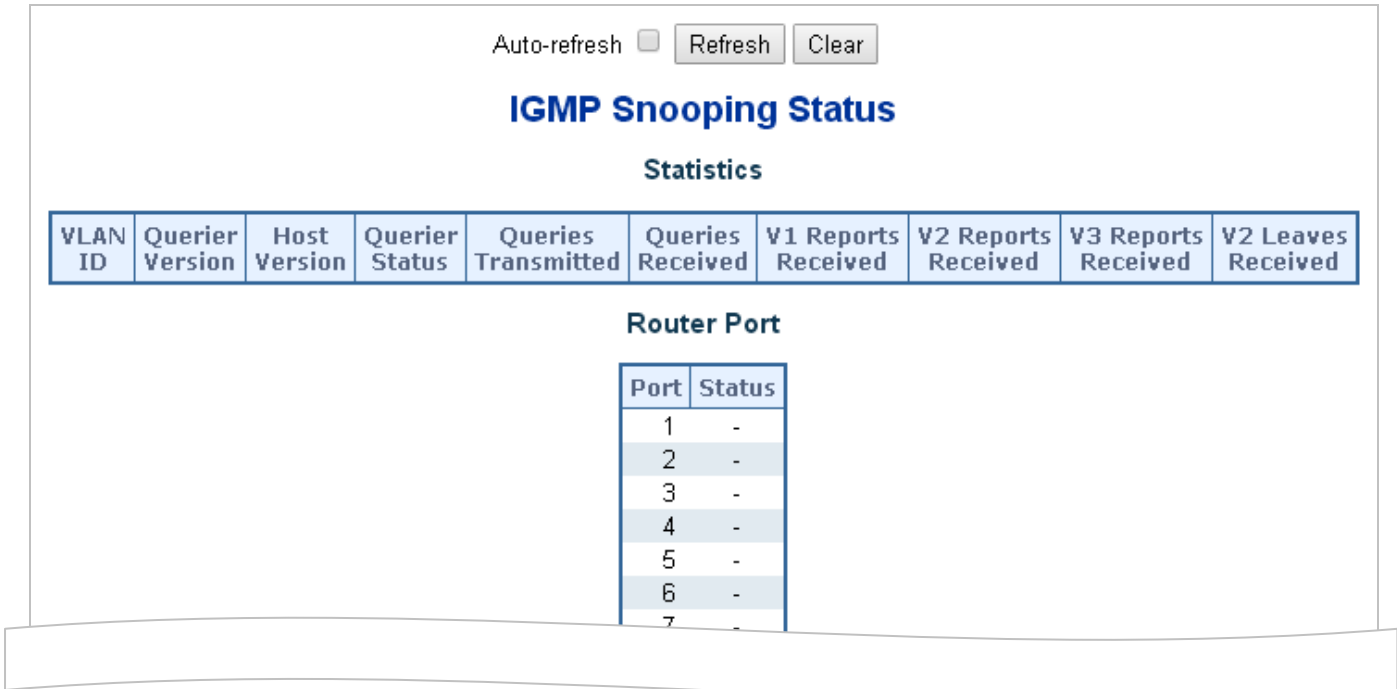 Auto-refresh Refresh Clear
IGMP Snooping Status
Statistics
VLAN ID Querier Version Host Version Querier Status Queries Transmitted Queries Received V1 Reports Received V2 Reports Received V3 Reports Received V2 Leaves Received
Router Port
Port Status
1 -
2 -
3 -
4 -
5 -
6 -
7 -